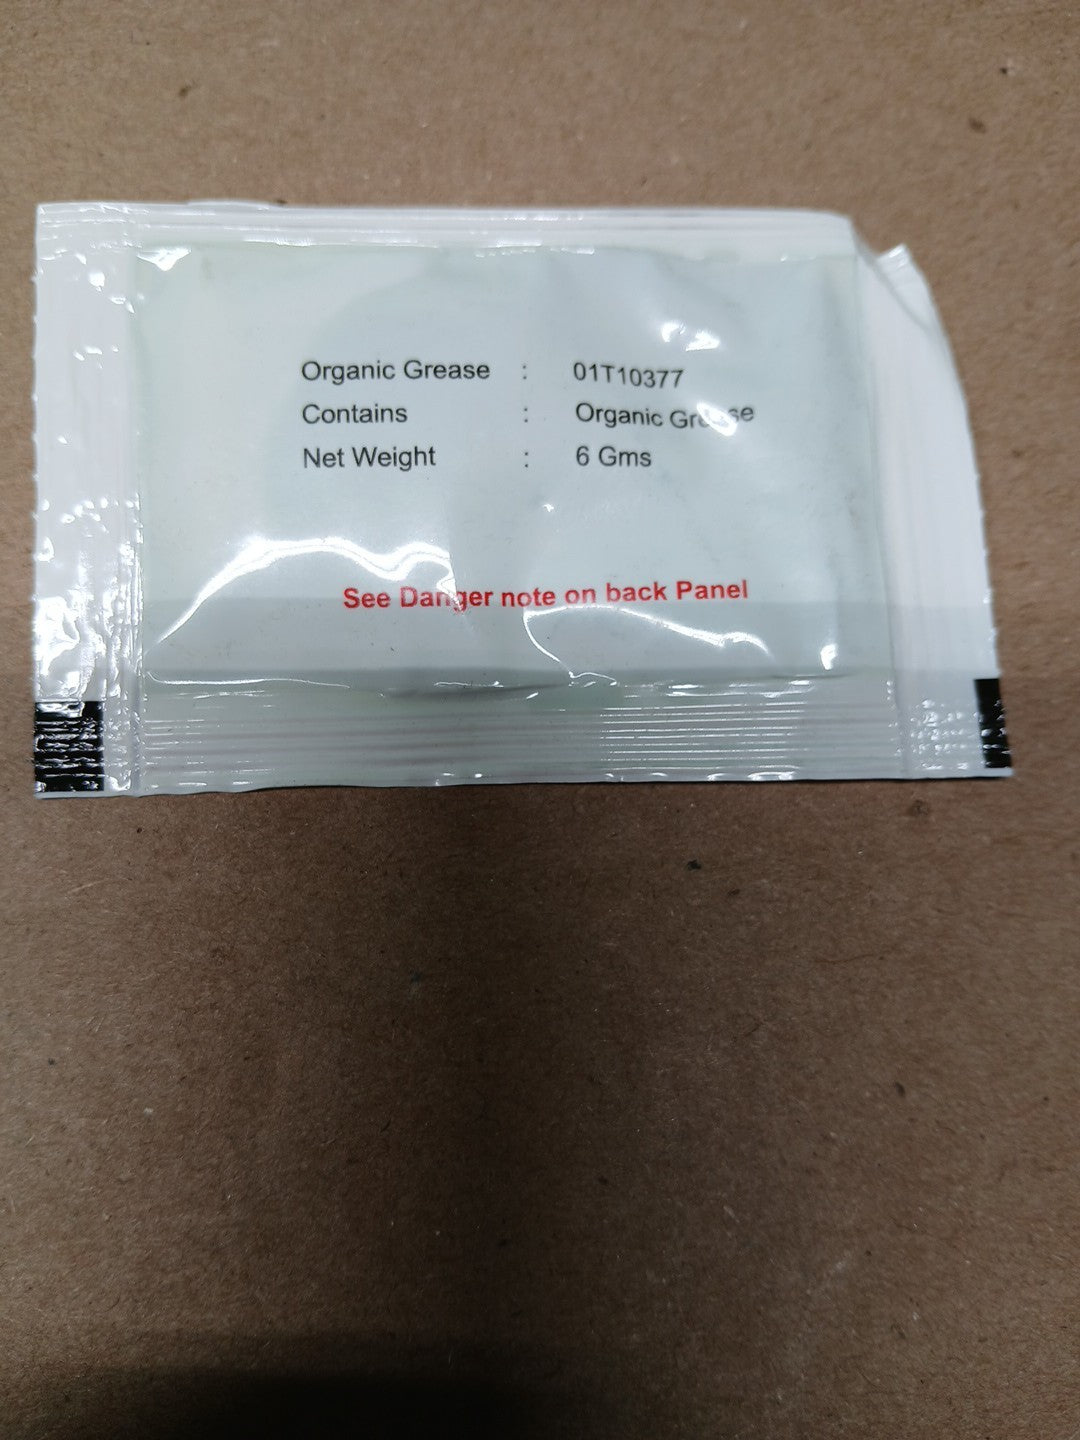 Organic Grease : 01T10377
Contains : Organic Grease
Net Weight : 6 Gms
See Danger note on back Panel